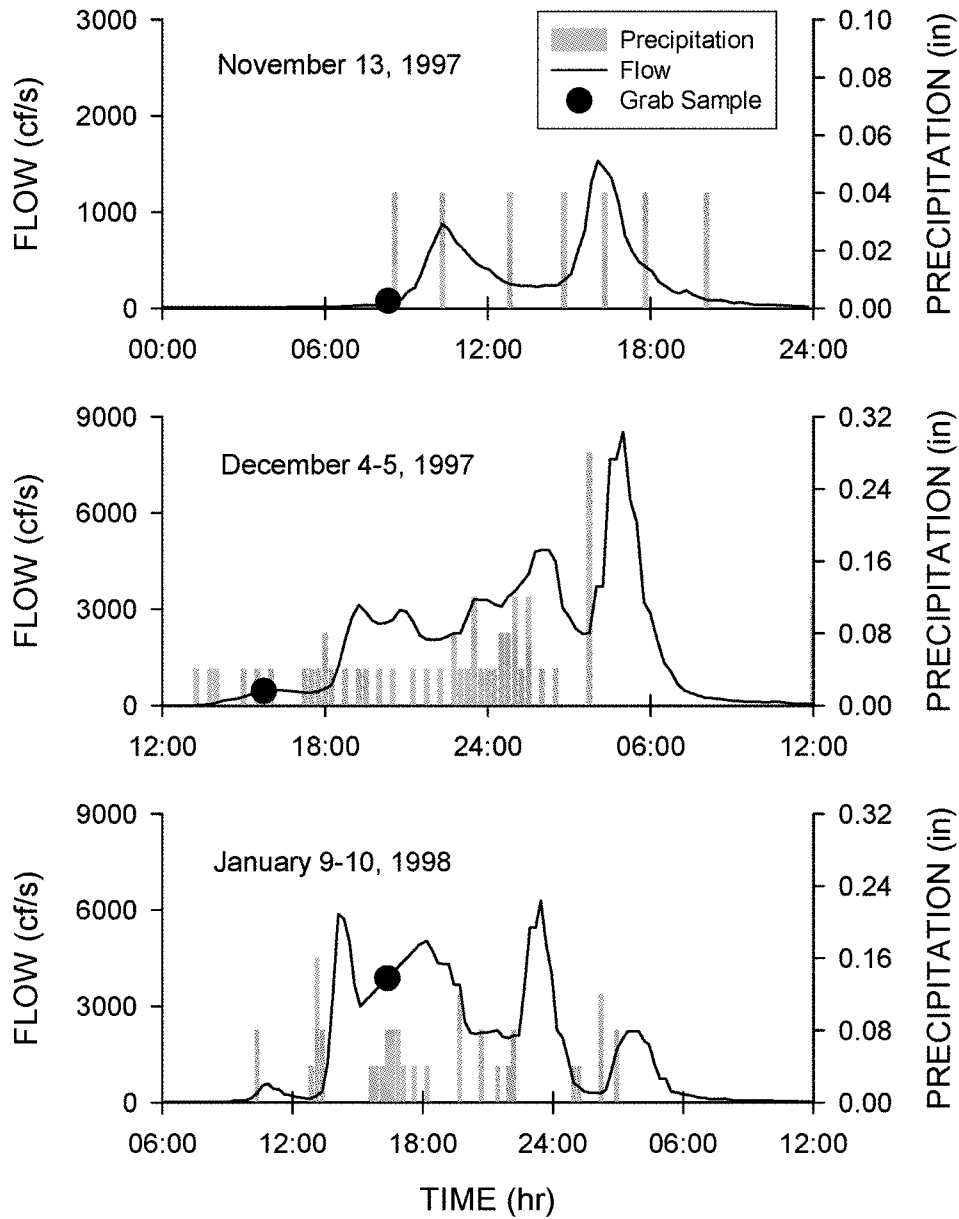 FLOW (cf/s)
3000
2000
1000
0
November 13, 1997
Precipitation
Flow
Grab Sample
0.10
0.08
0.06
0.04
0.02
0.00
PRECIPITATION (in)
00:00 06:00 12:00 18:00 24:00
FLOW (cf/s)
9000
6000
3000
0
December 4-5, 1997
0.32
0.24
0.16
0.08
0.00
PRECIPITATION (in)
12:00 18:00 24:00 06:00 12:00
FLOW (cf/s)
9000
6000
3000
0
January 9-10, 1998
0.32
0.24
0.16
0.08
0.00
PRECIPITATION (in)
06:00 12:00 18:00 24:00 06:00 12:00
TIME (hr)